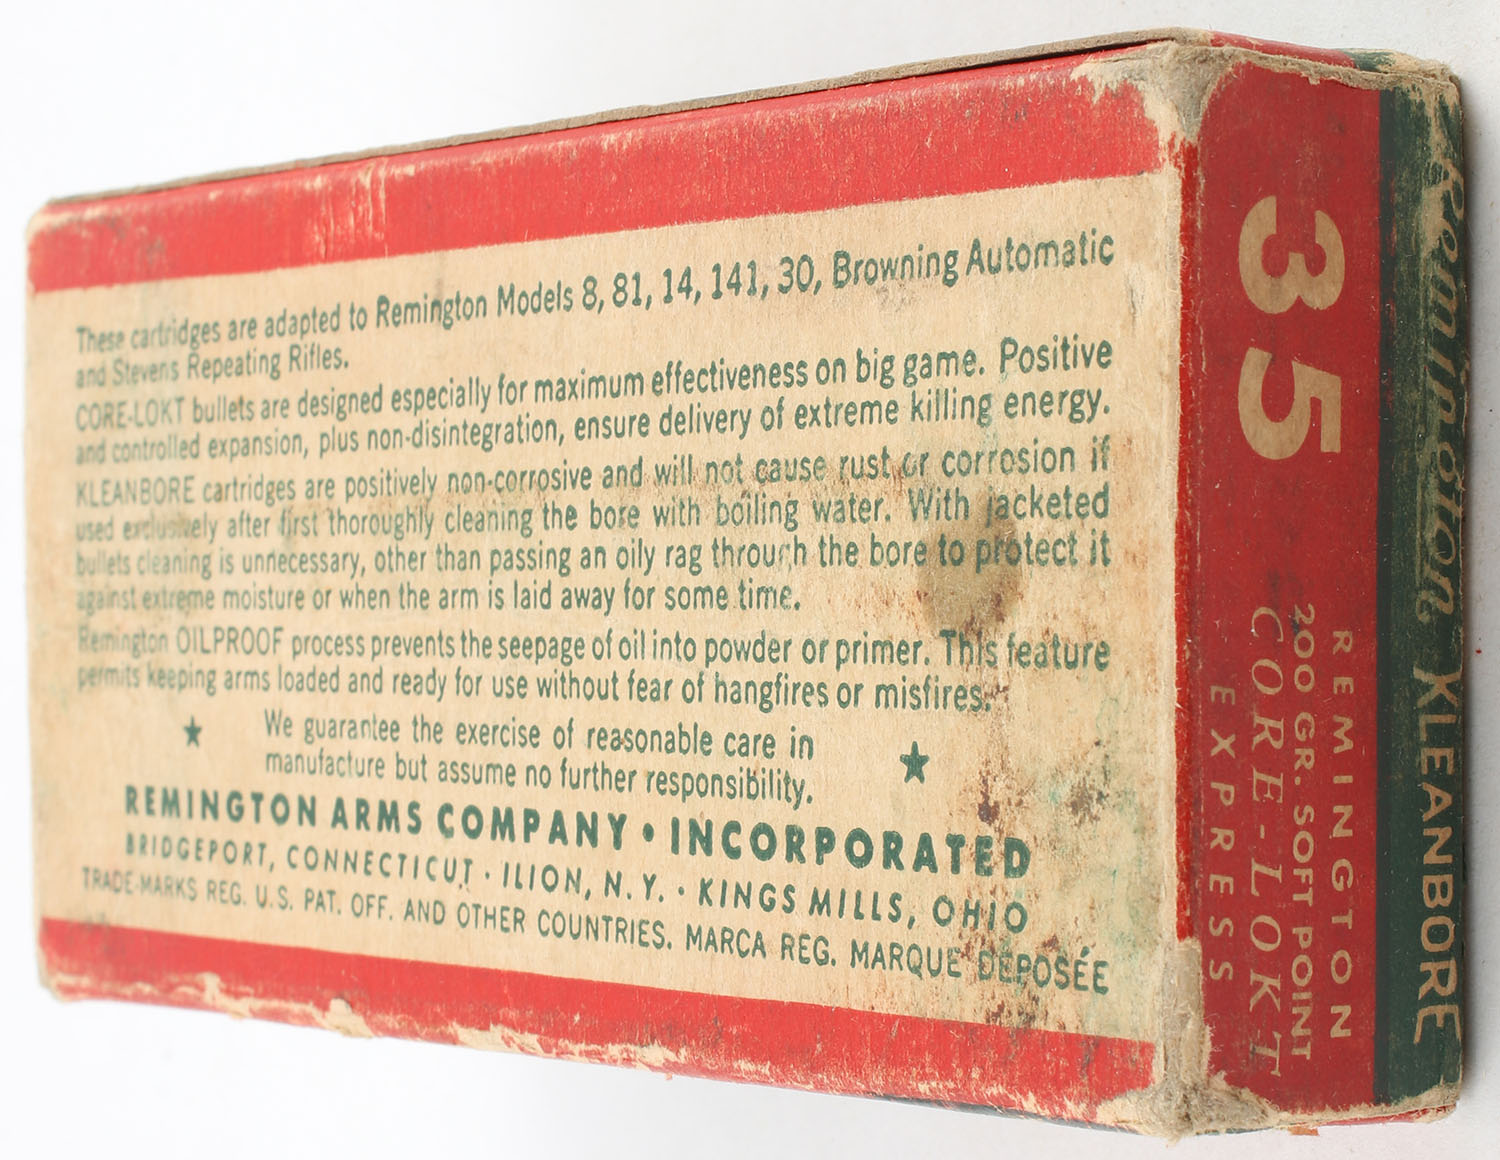 These cartridges are adapted to Remington Models 8, 81, 14, 141, 30, Browning Automatic
and Stevens Repeating Rifles.
CORE-LOKT bullets are designed especially for maximum effectiveness on big game. Positive
and controlled expansion, plus non-disintegration, ensure delivery of extreme killing energy.
KLEANBORE cartridges are positively non-corrosive and will not cause rust or corrosion if
used exclusively after first thoroughly cleaning the bore with boiling water. With jacketed
bullets cleaning is unnecessary, other than passing an oily rag through the bore to protect it
against extreme moisture or when the arm is laid away for some time.
Remington OILPROOF process prevents the seepage of oil into powder or primer. This feature
permits keeping arms loaded and ready for use without fear of hangfires or misfires.
We guarantee the exercise of reasonable care in
manufacture but assume no further responsibility.
REMINGTON ARMS COMPANY • INCORPORATED
BRIDGEPORT, CONNECTICUT · ILION, N. Y. · KINGS MILLS, OHIO
TRADE-MARKS REG. U.S. PAT. OFF. AND OTHER COUNTRIES. MARCA REG. MARQUE DÉPOSÉE
Remington KLEANBORE
35
REMINGTON
200 GR. SOFT POINT
CORE-LOKT
EXPRESS